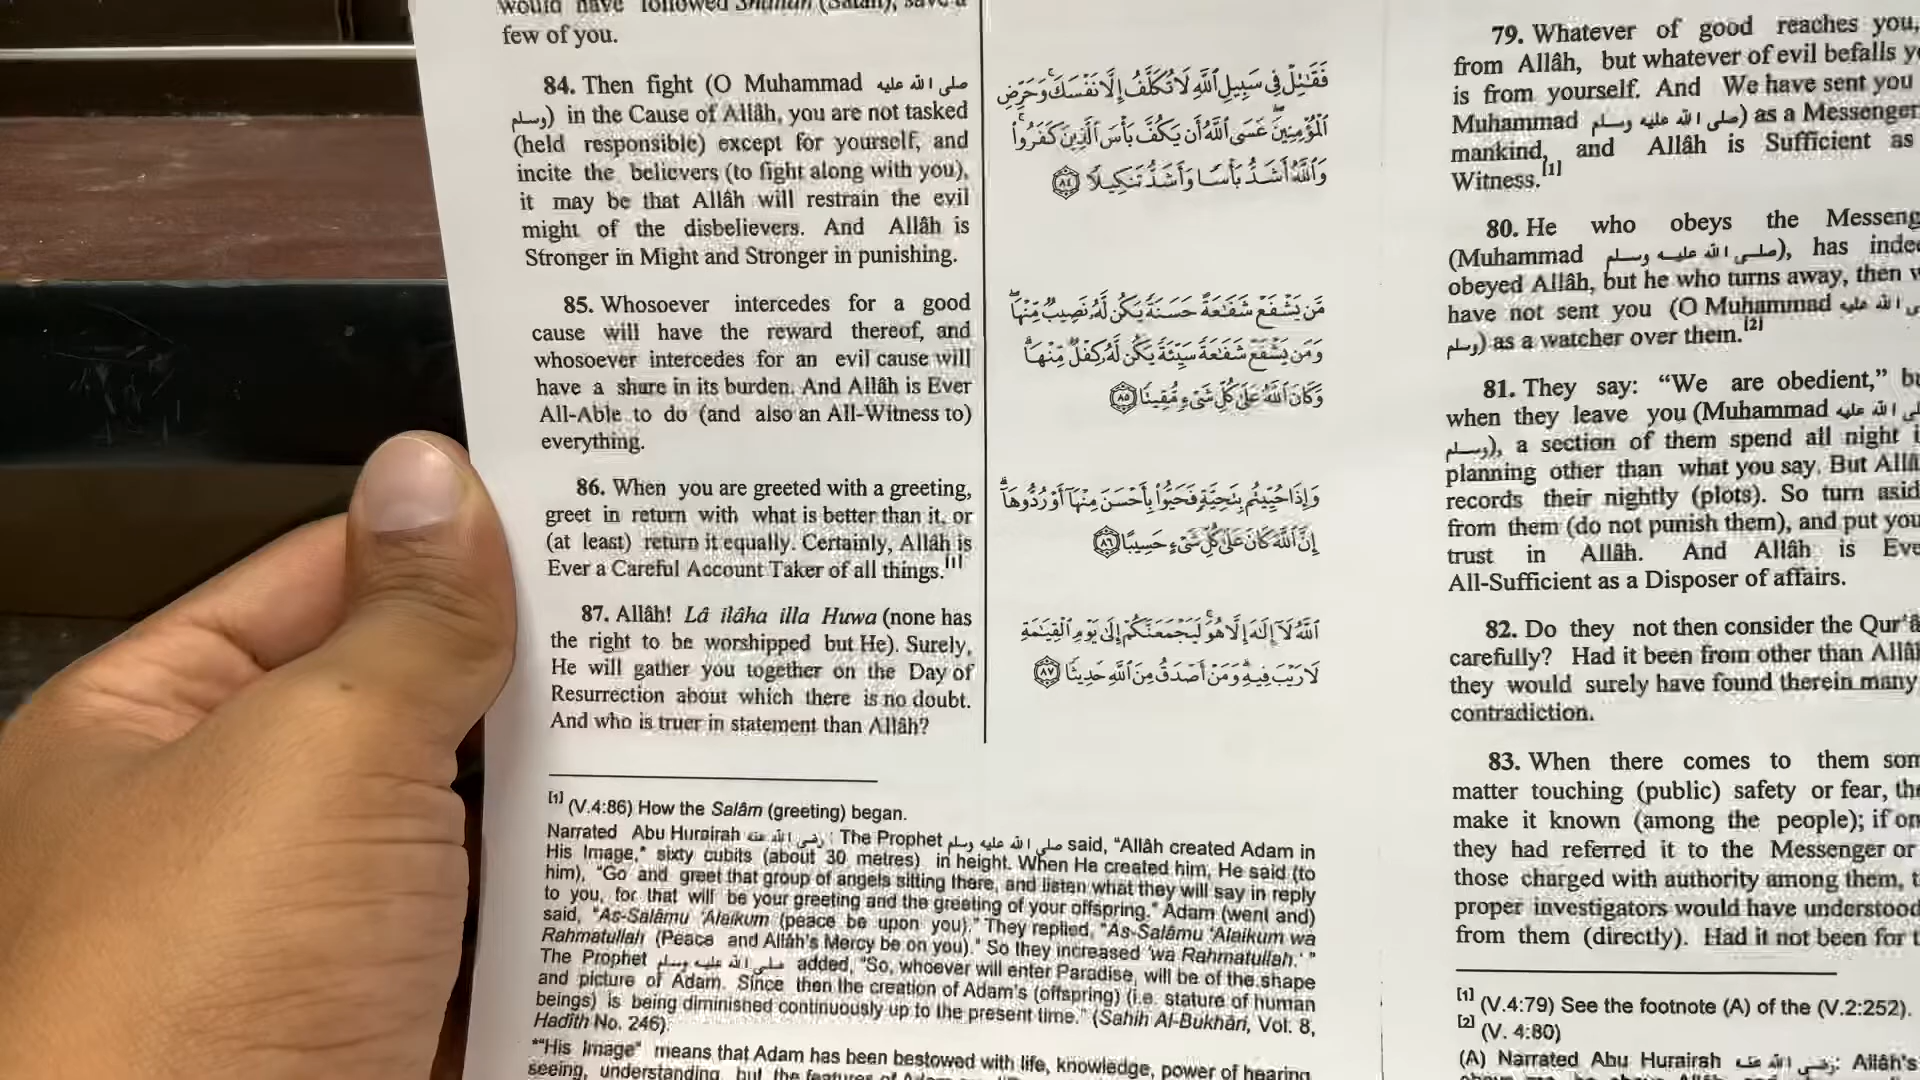 would have followed Shaitân (Satan), save a
few of you.
84. Then fight (O Muhammad صلى الله عليه
وسلم) in the Cause of Allâh, you are not tasked
(held responsible) except for yourself, and
incite the believers (to fight along with you),
it may be that Allâh will restrain the evil
might of the disbelievers. And Allâh is
Stronger in Might and Stronger in punishing.
85. Whosoever intercedes for a good
cause will have the reward thereof, and
whosoever intercedes for an evil cause will
have a share in its burden. And Allâh is Ever
All-Able to do (and also an All-Witness to)
everything.
86. When you are greeted with a greeting,
greet in return with what is better than it, or
(at least) return it equally. Certainly, Allâh is
Ever a Careful Account Taker of all things.[1]
87. Allâh! Lâ ilâha illa Huwa (none has
the right to be worshipped but He). Surely,
He will gather you together on the Day of
Resurrection about which there is no doubt.
And who is truer in statement than Allâh?
فَقَٰتِلْ فِى سَبِيلِ ٱللَّهِ لَا تُكَلَّفُ إِلَّا نَفْسَكَ ۚ وَحَرِّضِ
ٱلْمُؤْمِنِينَ ۖ عَسَى ٱللَّهُ أَن يَكُفَّ بَأْسَ ٱلَّذِينَ كَفَرُوا۟ ۚ
وَٱللَّهُ أَشَدُّ بَأْسًا وَأَشَدُّ تَنكِيلًا ٨٤
مَّن يَشْفَعْ شَفَٰعَةً حَسَنَةً يَكُن لَّهُۥ نَصِيبٌ مِّنْهَا ۖ
وَمَن يَشْفَعْ شَفَٰعَةً سَيِّئَةً يَكُن لَّهُۥ كِفْلٌ مِّنْهَا ۗ
وَكَانَ ٱللَّهُ عَلَىٰ كُلِّ شَىْءٍ مُّقِيتًا ٨٥
وَإِذَا حُيِّيتُم بِتَحِيَّةٍ فَحَيُّوا۟ بِأَحْسَنَ مِنْهَآ أَوْ رُدُّوهَآ ۗ
إِنَّ ٱللَّهَ كَانَ عَلَىٰ كُلِّ شَىْءٍ حَسِيبًا ٨٦
ٱللَّهُ لَآ إِلَٰهَ إِلَّا هُوَ ۚ لَيَجْمَعَنَّكُمْ إِلَىٰ يَوْمِ ٱلْقِيَٰمَةِ
لَا رَيْبَ فِيهِ ۗ وَمَنْ أَصْدَقُ مِنَ ٱللَّهِ حَدِيثًا ٨٧
[1] (V.4:86) How the Salâm (greeting) began.
Narrated Abu Hurairah رضى الله عنه: The Prophet صلى الله عليه وسلم said, "Allâh created Adam in
His Image,* sixty cubits (about 30 metres) in height. When He created him, He said (to
him), "Go and greet that group of angels sitting there, and listen what they will say in reply
to you, for that will be your greeting and the greeting of your offspring." Adam (went and)
said, "As-Salâmu 'Alaikum (peace be upon you)." They replied, "As-Salâmu 'Alaikum wa
Rahmatullah (Peace and Allâh's Mercy be on you)." So they increased 'wa Rahmatullah.' "
The Prophet صلى الله عليه وسلم added, "So, whoever will enter Paradise, will be of the shape
and picture of Adam. Since then the creation of Adam's (offspring) (i.e. stature of human
beings) is being diminished continuously up to the present time." (Sahih Al-Bukhâri, Vol. 8,
Hadîth No. 246).
*"His Image" means that Adam has been bestowed with life, knowledge, power of hearing,
seeing, understanding, but the features of Adam are
79. Whatever of good reaches you,
from Allâh, but whatever of evil befalls
is from yourself. And We have sent you
Muhammad صلى الله عليه وسلم) as a Messenger
mankind, and Allâh is Sufficient as
Witness.[1]
80. He who obeys the
(Muhammad صلى الله عليه وسلم), has
obeyed Allâh, but he who turns away, then
have not sent you (O Muhammad صلى الله عليه
وسلم) as a watcher over them.[2]
81. They say: "We are obedient,"
when they leave you (Muhammad صلى الله عليه
وسلم), a section of them spend all night
planning other than what you say. But
records their nightly (plots). So turn
from them (do not punish them), and put
trust in Allâh. And Allâh is
All-Sufficient as a Disposer of affairs.
82. Do they not then consider the
carefully? Had it been from other than
they would surely have found therein many
contradiction.
83. When there comes to them
matter touching (public) safety or fear,
make it known (among the people); if
they had referred it to the Messenger or
those charged with authority among them,
proper investigators would have understood
from them (directly). Had it not been for
[1] (V.4:79) See the footnote (A) of the (V.2:252).
[2] (V. 4:80)
(A) Narrated Abu Hurairah رضى الله عنه: Allâh's